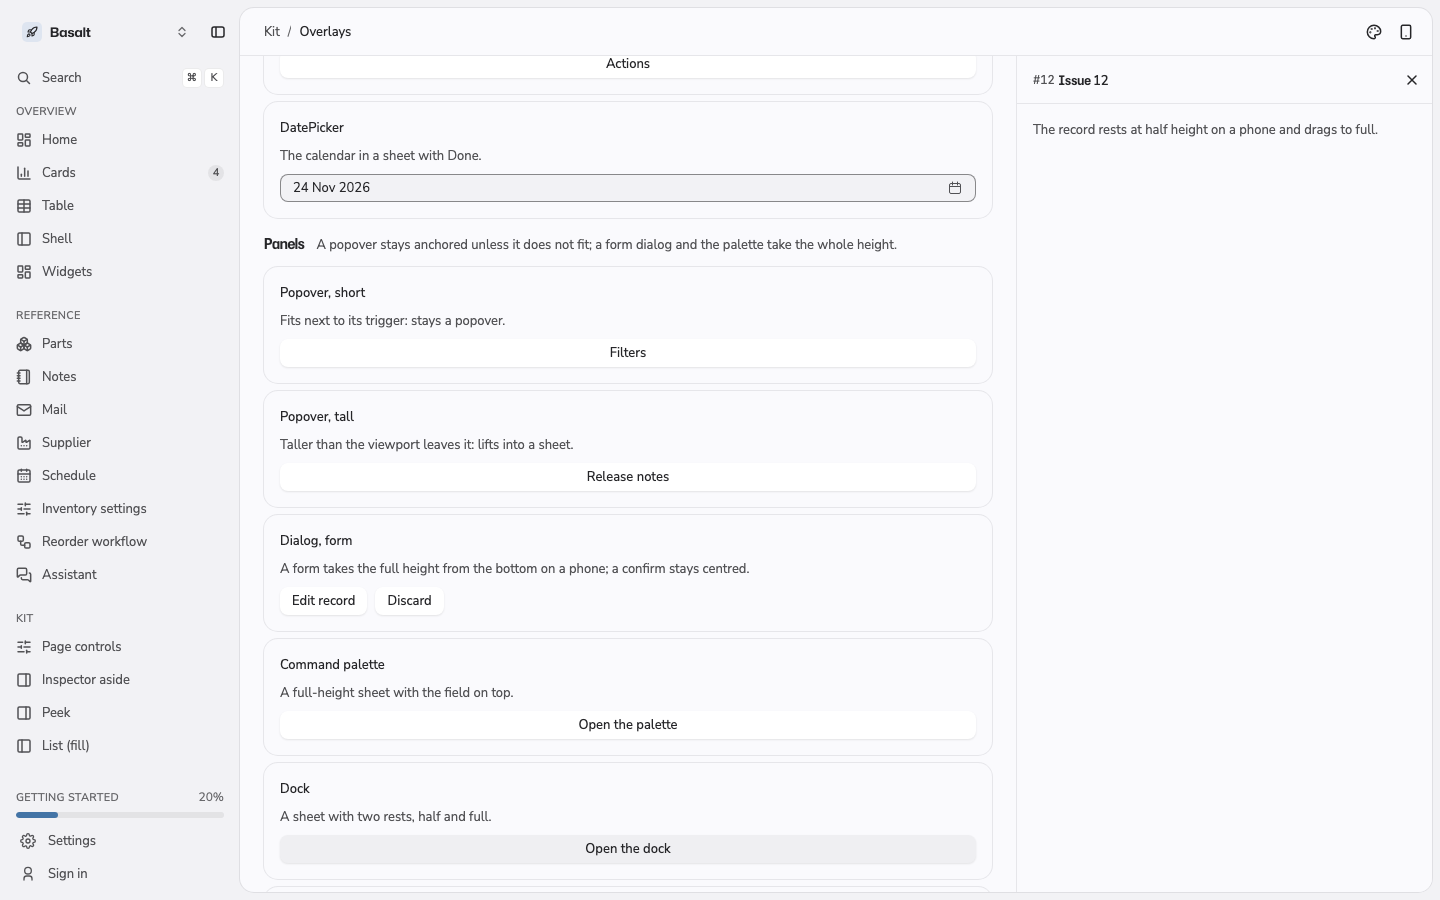 Basalt
Search
⌘ K
OVERVIEW
Home
Cards
4
Table
Shell
Widgets
REFERENCE
Parts
Notes
Mail
Supplier
Schedule
Inventory settings
Reorder workflow
Assistant
KIT
Page controls
Inspector aside
Peek
List (fill)
GETTING STARTED 20%
Settings
Sign in
Kit / Overlays
Actions
DatePicker
The calendar in a sheet with Done.
24 Nov 2026
Panels A popover stays anchored unless it does not fit; a form dialog and the palette take the whole height.
Popover, short
Fits next to its trigger: stays a popover.
Filters
Popover, tall
Taller than the viewport leaves it: lifts into a sheet.
Release notes
Dialog, form
A form takes the full height from the bottom on a phone; a confirm stays centred.
Edit record Discard
Command palette
A full-height sheet with the field on top.
Open the palette
Dock
A sheet with two rests, half and full.
Open the dock
#12 Issue 12
The record rests at half height on a phone and drags to full.